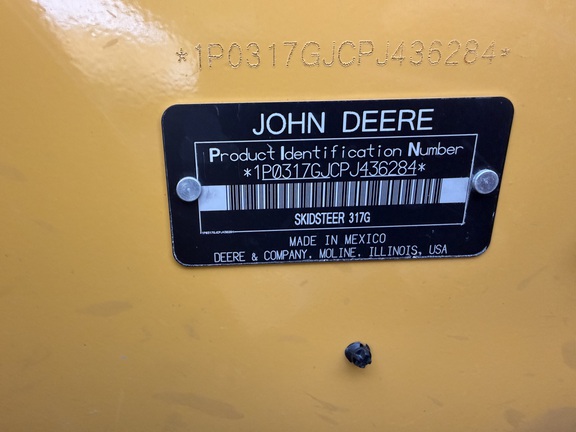 *1P0317GJCPJ436284*
JOHN DEERE
Product Identification Number
*1P0317GJCPJ436284*
SKIDSTEER 317G
MADE IN MEXICO
DEERE & COMPANY, MOLINE, ILLINOIS, USA